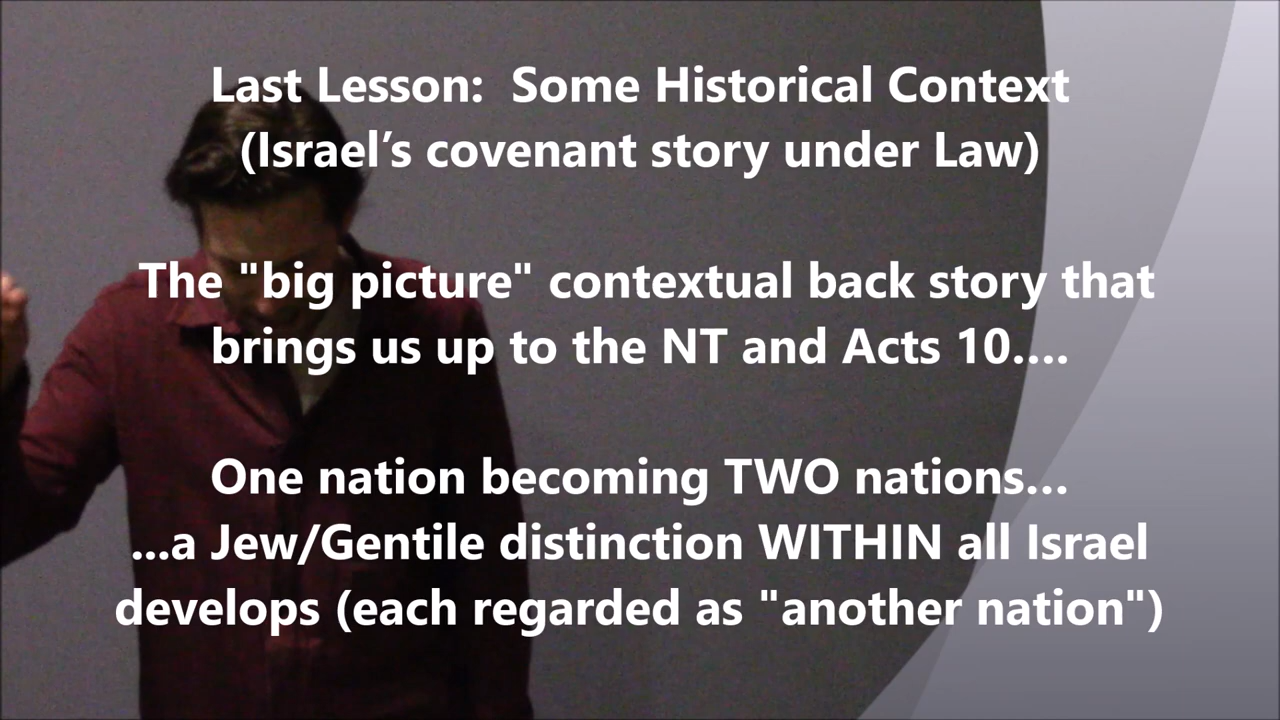 Last Lesson:  Some Historical Context
(Israel’s covenant story under Law)
The "big picture" contextual back story that
brings us up to the NT and Acts 10....
One nation becoming TWO nations...
...a Jew/Gentile distinction WITHIN all Israel
develops (each regarded as "another nation")